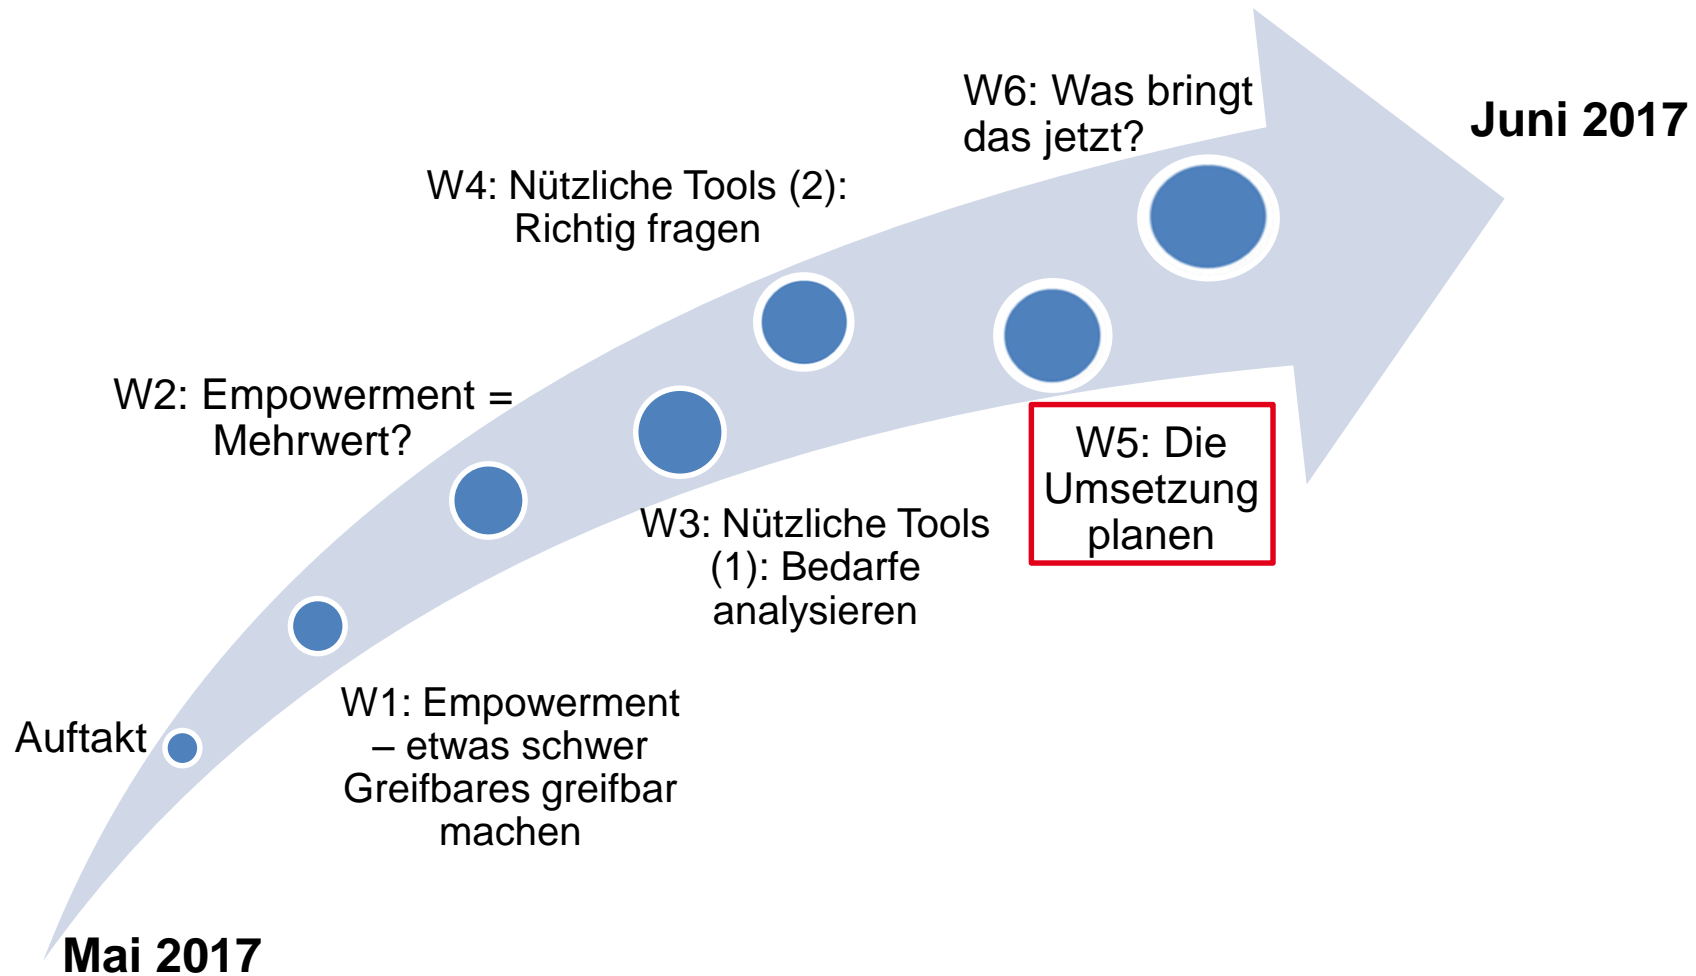 W6: Was bringt
das jetzt?
Juni 2017
W4: Nützliche Tools (2):
Richtig fragen
W2: Empowerment =
Mehrwert?
W5: Die
Umsetzung
planen
W3: Nützliche Tools
(1): Bedarfe
analysieren
W1: Empowerment
– etwas schwer
Greifbares greifbar
machen
Auftakt
Mai 2017